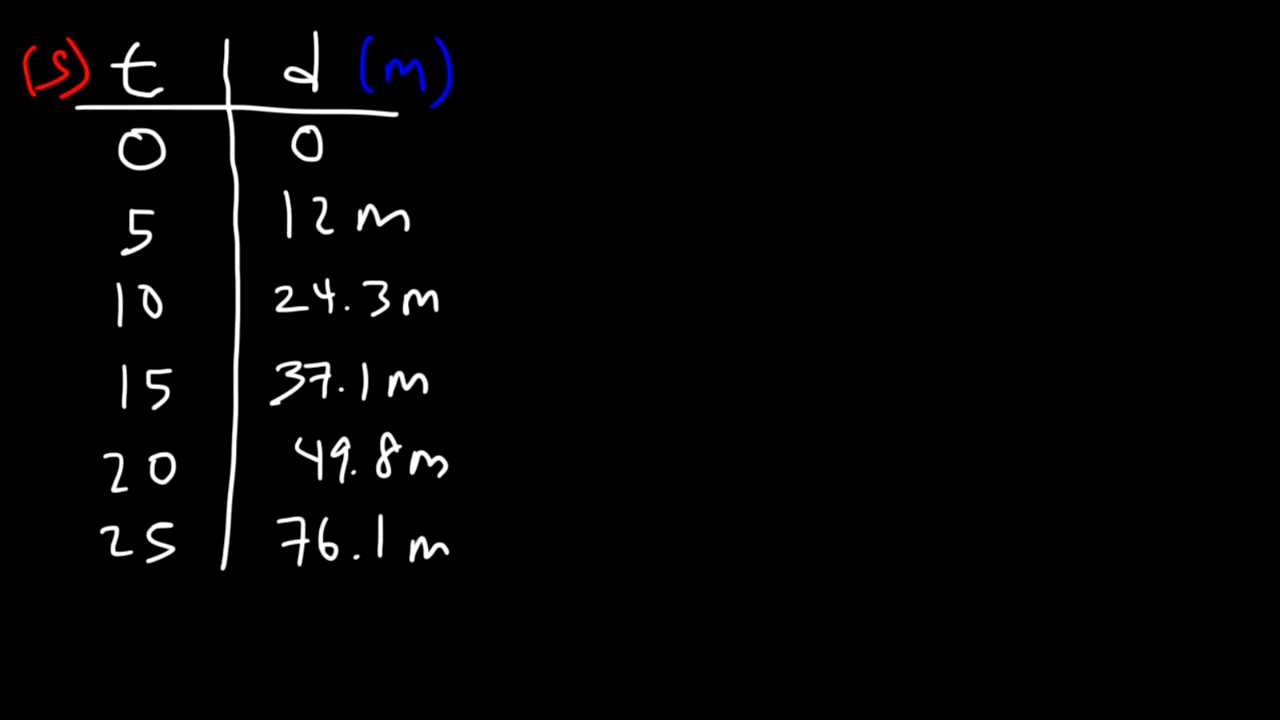 (s) t d (m)
0 0
5 12 m
10 24.3 m
15 37.1 m
20 49.8 m
25 76.1 m